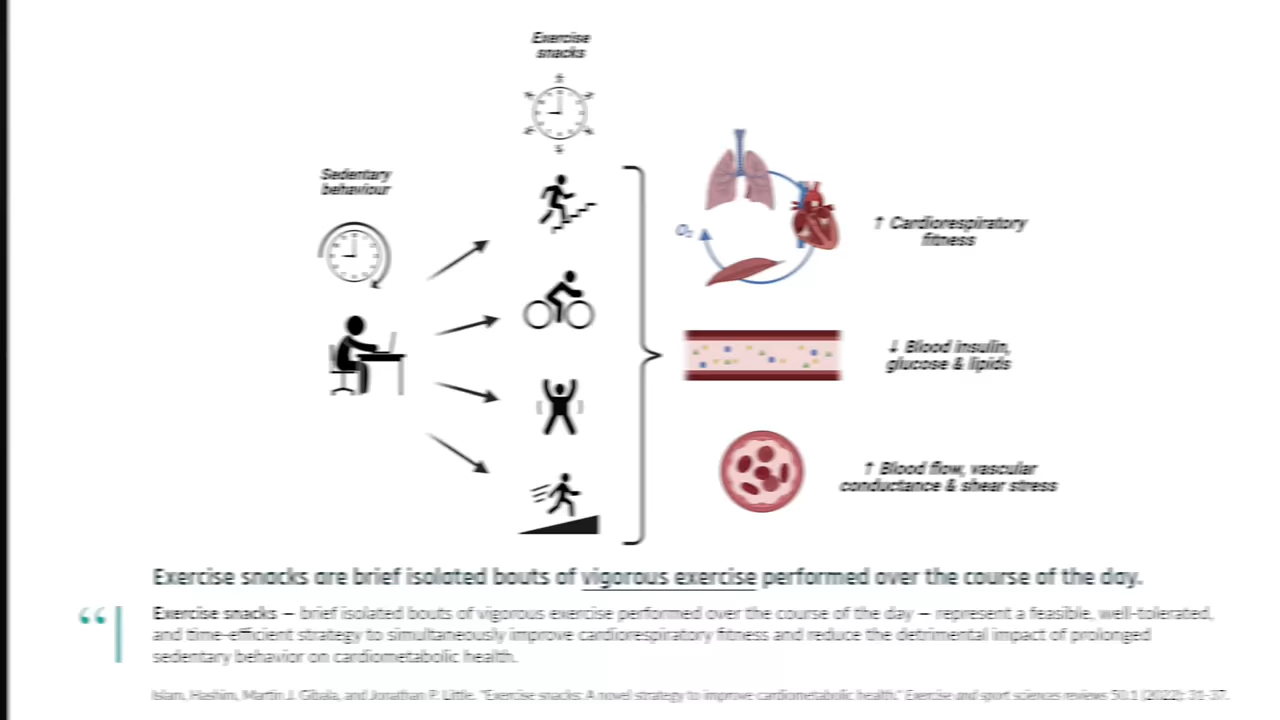 Exercise
snacks
Sedentary
behaviour
O₂
↑ Cardiorespiratory
fitness
↓ Blood insulin,
glucose & lipids
↑ Blood flow, vascular
conductance & shear stress
Exercise snacks are brief isolated bouts of vigorous exercise performed over the course of the day.
“ Exercise snacks — brief isolated bouts of vigorous exercise performed over the course of the day — represent a feasible, well-tolerated,
and time-efficient strategy to simultaneously improve cardiorespiratory fitness and reduce the detrimental impact of prolonged
sedentary behavior on cardiometabolic health.
Islam, Hashim, Martin J. Gibala, and Jonathan P. Little. "Exercise snacks: A novel strategy to improve cardiometabolic health." Exercise and sport sciences reviews 50.1 (2022): 31-37.